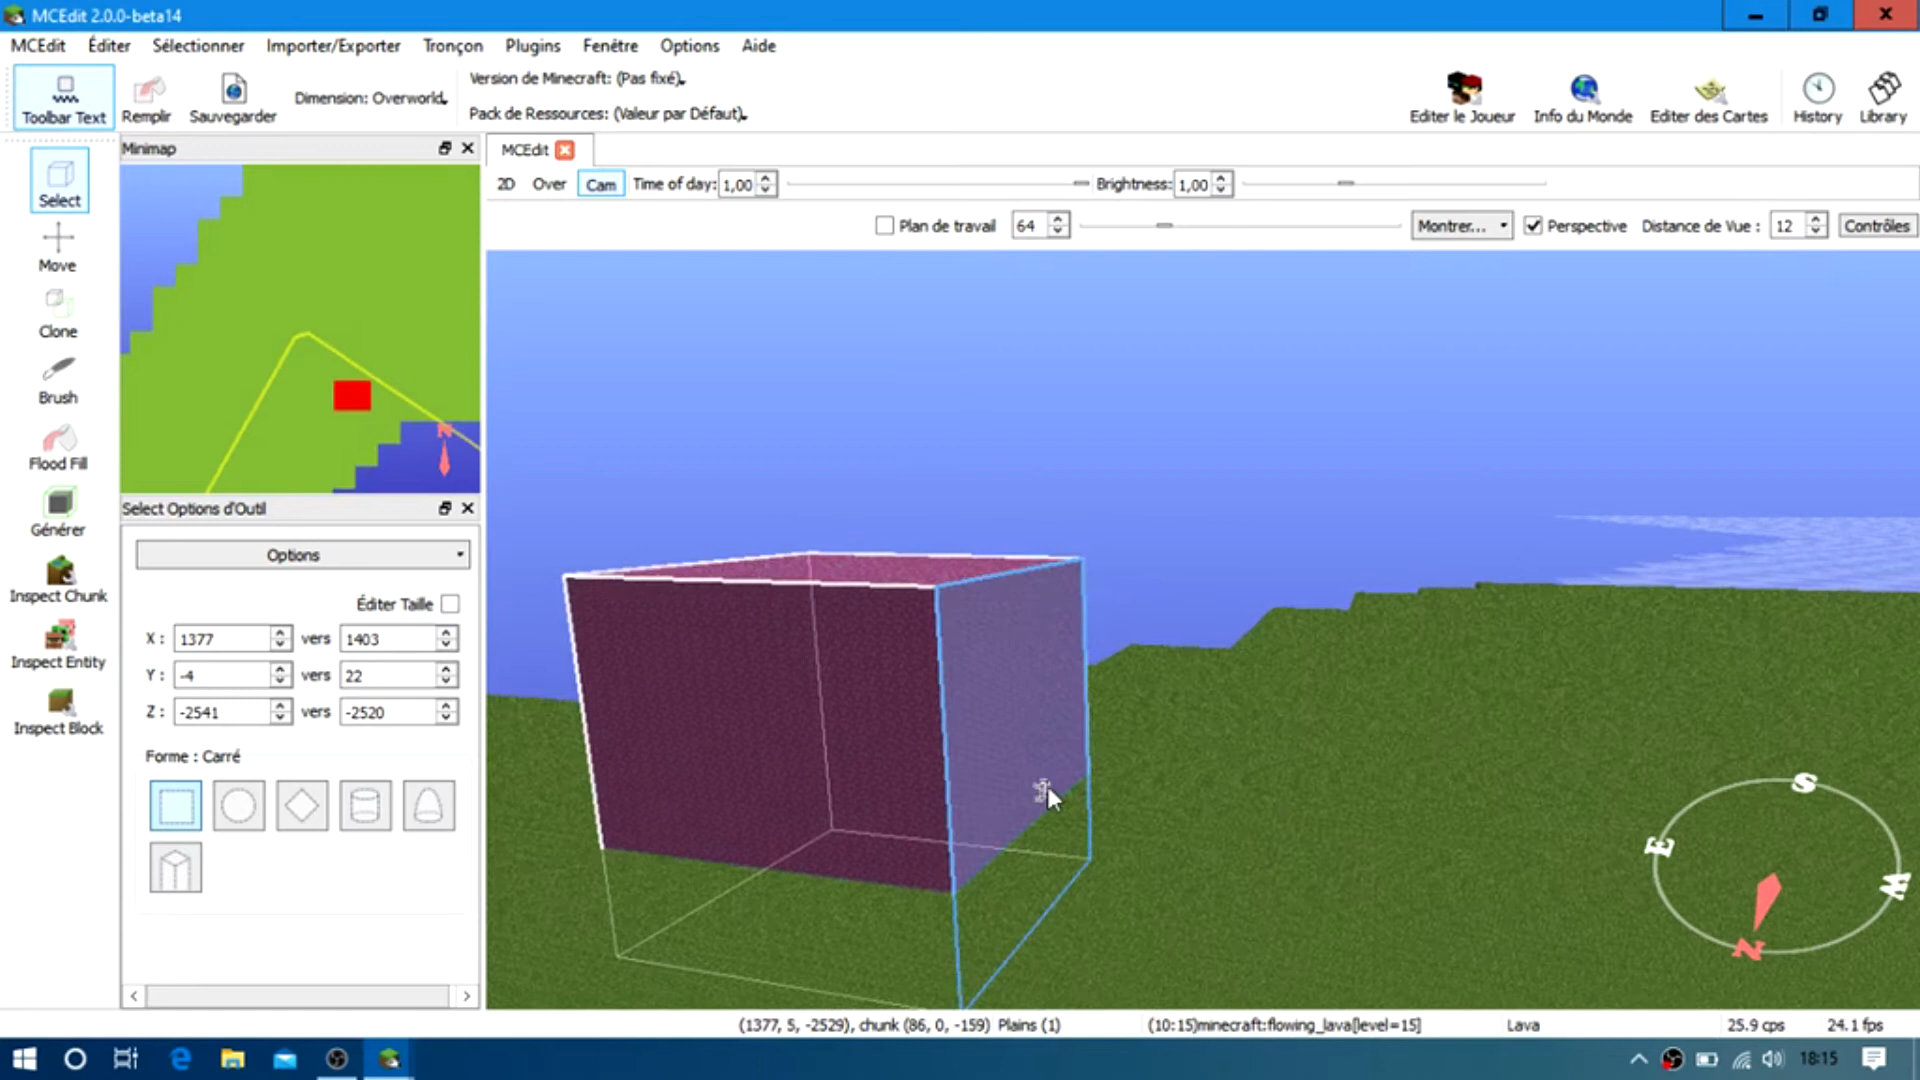 MCEdit 2.0.0-beta14
MCEdit Éditer Sélectionner Importer/Exporter Tronçon Plugins Fenêtre Options Aide
Toolbar Text
Remplir
Sauvegarder
Dimension: Overworld
Version de Minecraft: (Pas fixé)
Pack de Ressources: (Valeur par Défaut)
Editer le Joueur
Info du Monde
Editer des Cartes
History
Library
Select
Move
Clone
Brush
Flood Fill
Générer
Inspect Chunk
Inspect Entity
Inspect Block
Minimap
N
Select Options d'Outil
Options
Éditer Taille
X : 1377 vers 1403
Y : -4 vers 22
Z : -2541 vers -2520
Forme : Carré
MCEdit
2D Over Cam Time of day: 1,00 Brightness: 1,00
Plan de travail 64 Montrer... Perspective Distance de Vue : 12 Contrôles
S
E
W
N
(1377, 5, -2529), chunk (86, 0, -159) Plains (1) (10:15)minecraft:flowing_lava[level=15] Lava 25.9 cps 24.1 fps
18:15